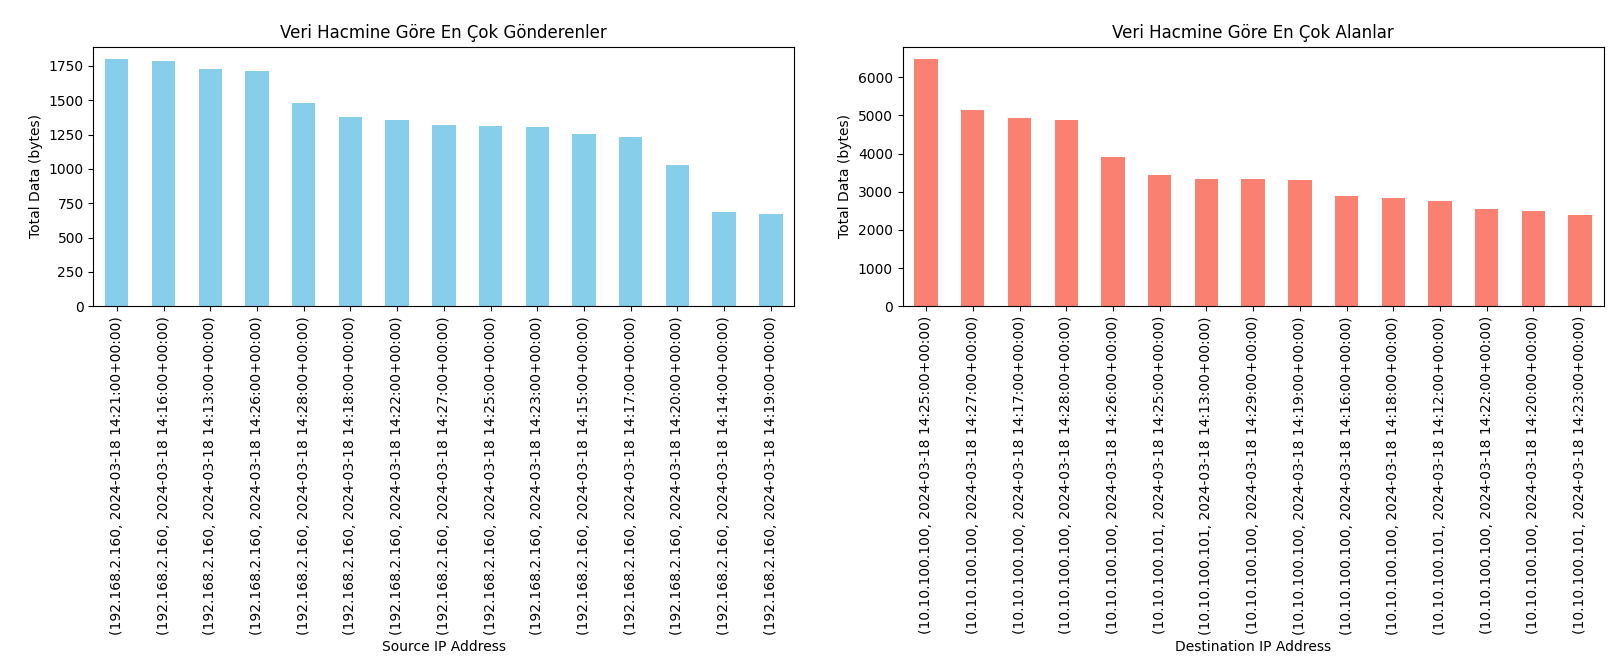 Veri Hacmine Göre En Çok Gönderenler
Total Data (bytes)
1750
1500
1250
1000
750
500
250
0
(192.168.2.160, 2024-03-18 14:21:00+00:00)
(192.168.2.160, 2024-03-18 14:16:00+00:00)
(192.168.2.160, 2024-03-18 14:13:00+00:00)
(192.168.2.160, 2024-03-18 14:26:00+00:00)
(192.168.2.160, 2024-03-18 14:28:00+00:00)
(192.168.2.160, 2024-03-18 14:18:00+00:00)
(192.168.2.160, 2024-03-18 14:22:00+00:00)
(192.168.2.160, 2024-03-18 14:27:00+00:00)
(192.168.2.160, 2024-03-18 14:25:00+00:00)
(192.168.2.160, 2024-03-18 14:23:00+00:00)
(192.168.2.160, 2024-03-18 14:15:00+00:00)
(192.168.2.160, 2024-03-18 14:17:00+00:00)
(192.168.2.160, 2024-03-18 14:20:00+00:00)
(192.168.2.160, 2024-03-18 14:14:00+00:00)
(192.168.2.160, 2024-03-18 14:19:00+00:00)
Source IP Address
Veri Hacmine Göre En Çok Alanlar
Total Data (bytes)
6000
5000
4000
3000
2000
1000
0
(10.10.100.100, 2024-03-18 14:25:00+00:00)
(10.10.100.100, 2024-03-18 14:27:00+00:00)
(10.10.100.100, 2024-03-18 14:17:00+00:00)
(10.10.100.100, 2024-03-18 14:28:00+00:00)
(10.10.100.100, 2024-03-18 14:26:00+00:00)
(10.10.100.101, 2024-03-18 14:25:00+00:00)
(10.10.100.101, 2024-03-18 14:13:00+00:00)
(10.10.100.100, 2024-03-18 14:29:00+00:00)
(10.10.100.100, 2024-03-18 14:19:00+00:00)
(10.10.100.100, 2024-03-18 14:16:00+00:00)
(10.10.100.100, 2024-03-18 14:18:00+00:00)
(10.10.100.101, 2024-03-18 14:12:00+00:00)
(10.10.100.100, 2024-03-18 14:22:00+00:00)
(10.10.100.100, 2024-03-18 14:20:00+00:00)
(10.10.100.101, 2024-03-18 14:23:00+00:00)
Destination IP Address